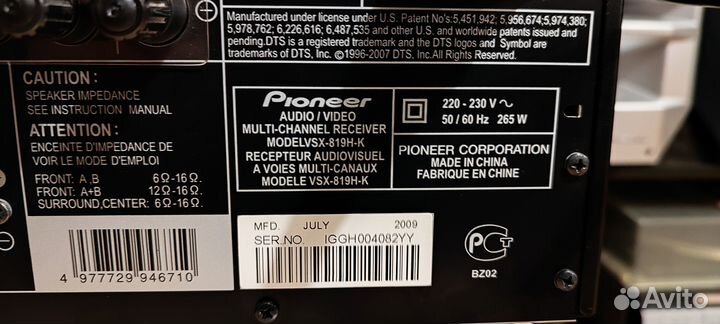 Manufactured under license under U.S. Patent No's:5,451,942; 5,956,674;5,974,380;
5,978,762; 6,226,616; 6,487,535 and other U.S. and worldwide patents issued and
pending.DTS is a registered trademark and the DTS logos and Symbol are
trademarks of DTS, Inc. ©1996-2007 DTS, Inc.All Rights Reserved.
CAUTION :
SPEAKER IMPEDANCE
SEE INSTRUCTION MANUAL
ATTENTION :
ENCEINTE D'IMPEDANCE DE
VOIR LE MODE D'EMPLOI
FRONT: A ,B 6Ω-16Ω.
FRONT: A+B 12Ω-16Ω.
SURROUND,CENTER: 6Ω-16Ω.
4 977729 946710
Pioneer
AUDIO / VIDEO
MULTI-CHANNEL RECEIVER
MODELVSX-819H-K
RECEPTEUR AUDIOVISUEL
A VOIES MULTI-CANAUX
MODELE VSX-819H-K
220 - 230 V ~
50 / 60 Hz 265 W
PIONEER CORPORATION
MADE IN CHINA
FABRIQUE EN CHINE
MFD. JULY 2009
SER.NO. IGGH004082YY
РСТ
BZ02
Avito